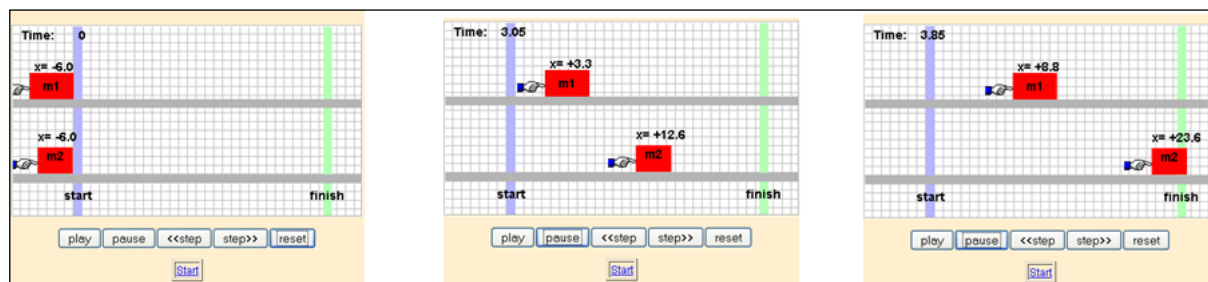 Time: 0
x= -6.0
m1
x= -6.0
m2
start finish
play pause <<step step>> reset
Start
Time: 3.05
x= +3.3
m1
x= +12.6
m2
start finish
play pause <<step step>> reset
Start
Time: 3.85
x= +8.8
m1
x= +23.6
m2
start finish
play pause <<step step>> reset
Start